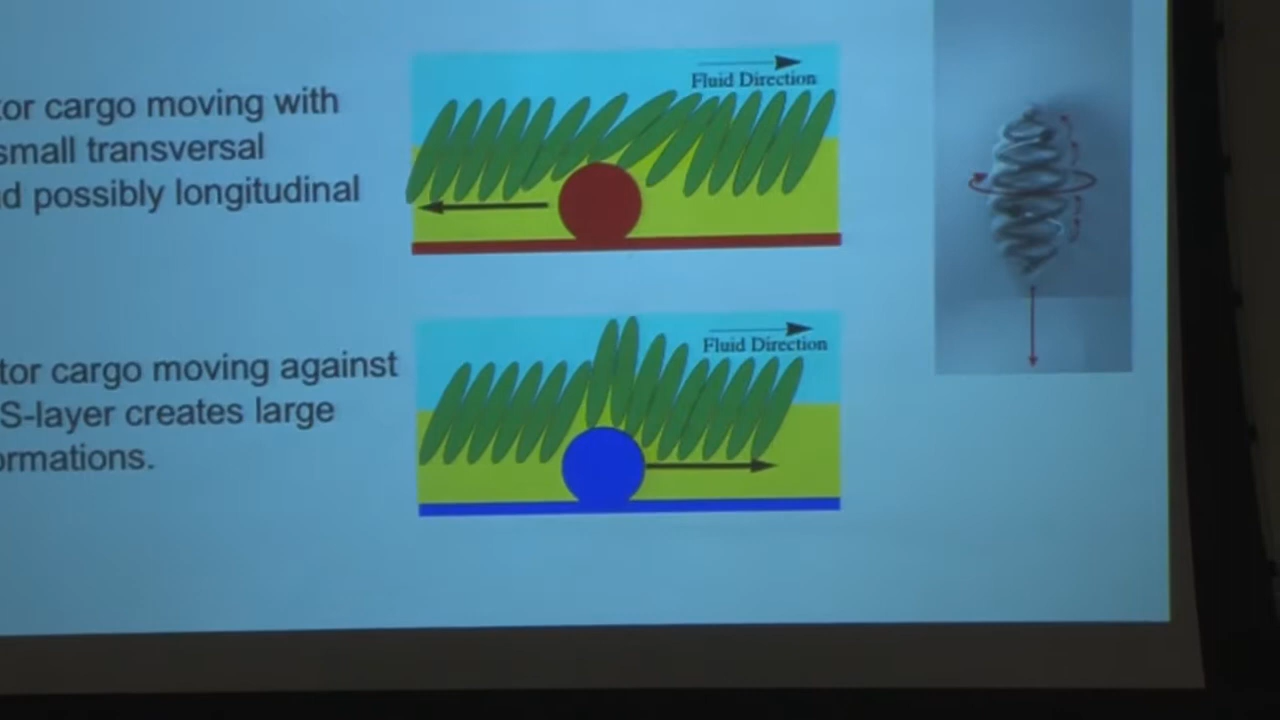 tor cargo moving with
small transversal
d possibly longitudinal
Fluid Direction
tor cargo moving against
S-layer creates large
ormations.
Fluid Direction